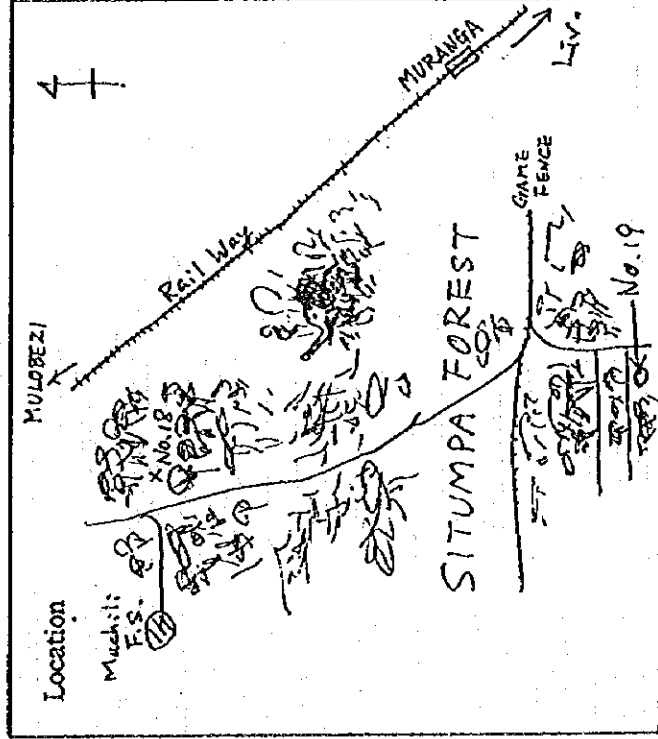 Location
MULOBEZI
Rail Way
MURANGA
Liv.
Muchili
F.S.
×No.18
SITUMPA FOREST
GAME
FENCE
No.19